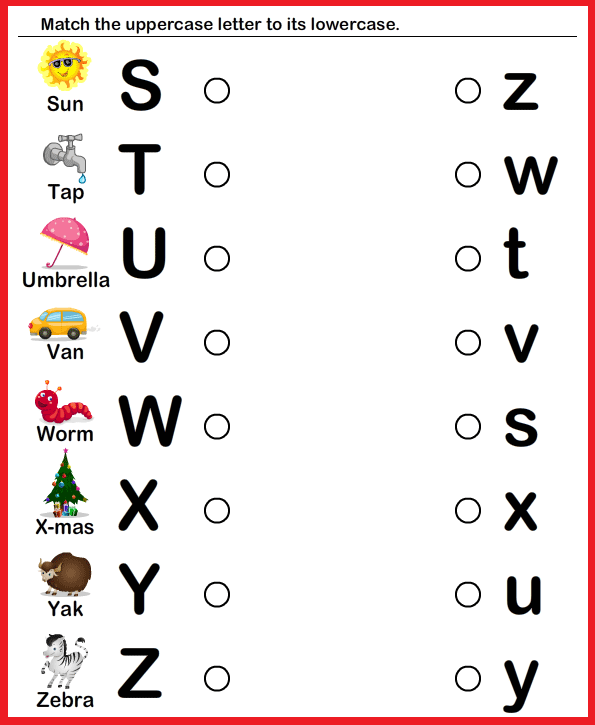 Match the uppercase letter to its lowercase.
Sun S z
Tap T w
Umbrella U t
Van V v
Worm W s
X-mas X x
Yak Y u
Zebra Z y